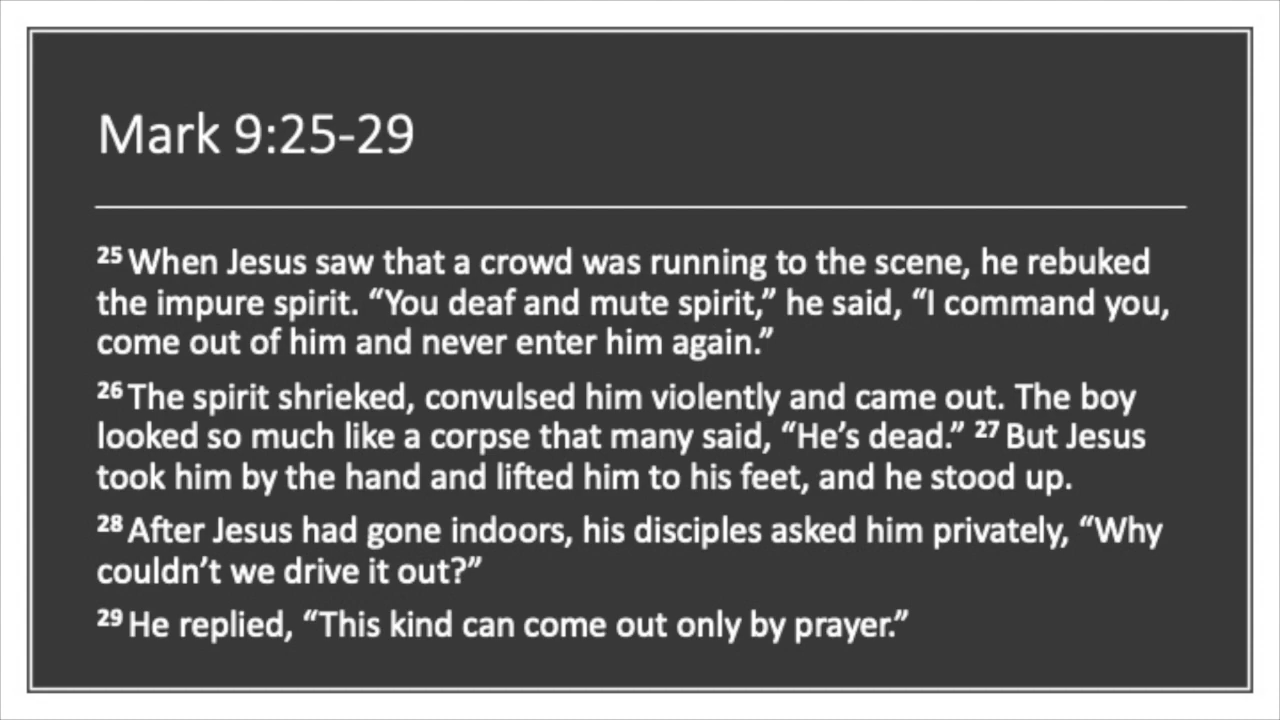 Mark 9:25-29
25 When Jesus saw that a crowd was running to the scene, he rebuked
the impure spirit. “You deaf and mute spirit,” he said, “I command you,
come out of him and never enter him again.”
26 The spirit shrieked, convulsed him violently and came out. The boy
looked so much like a corpse that many said, “He’s dead.” 27 But Jesus
took him by the hand and lifted him to his feet, and he stood up.
28 After Jesus had gone indoors, his disciples asked him privately, “Why
couldn’t we drive it out?”
29 He replied, “This kind can come out only by prayer.”